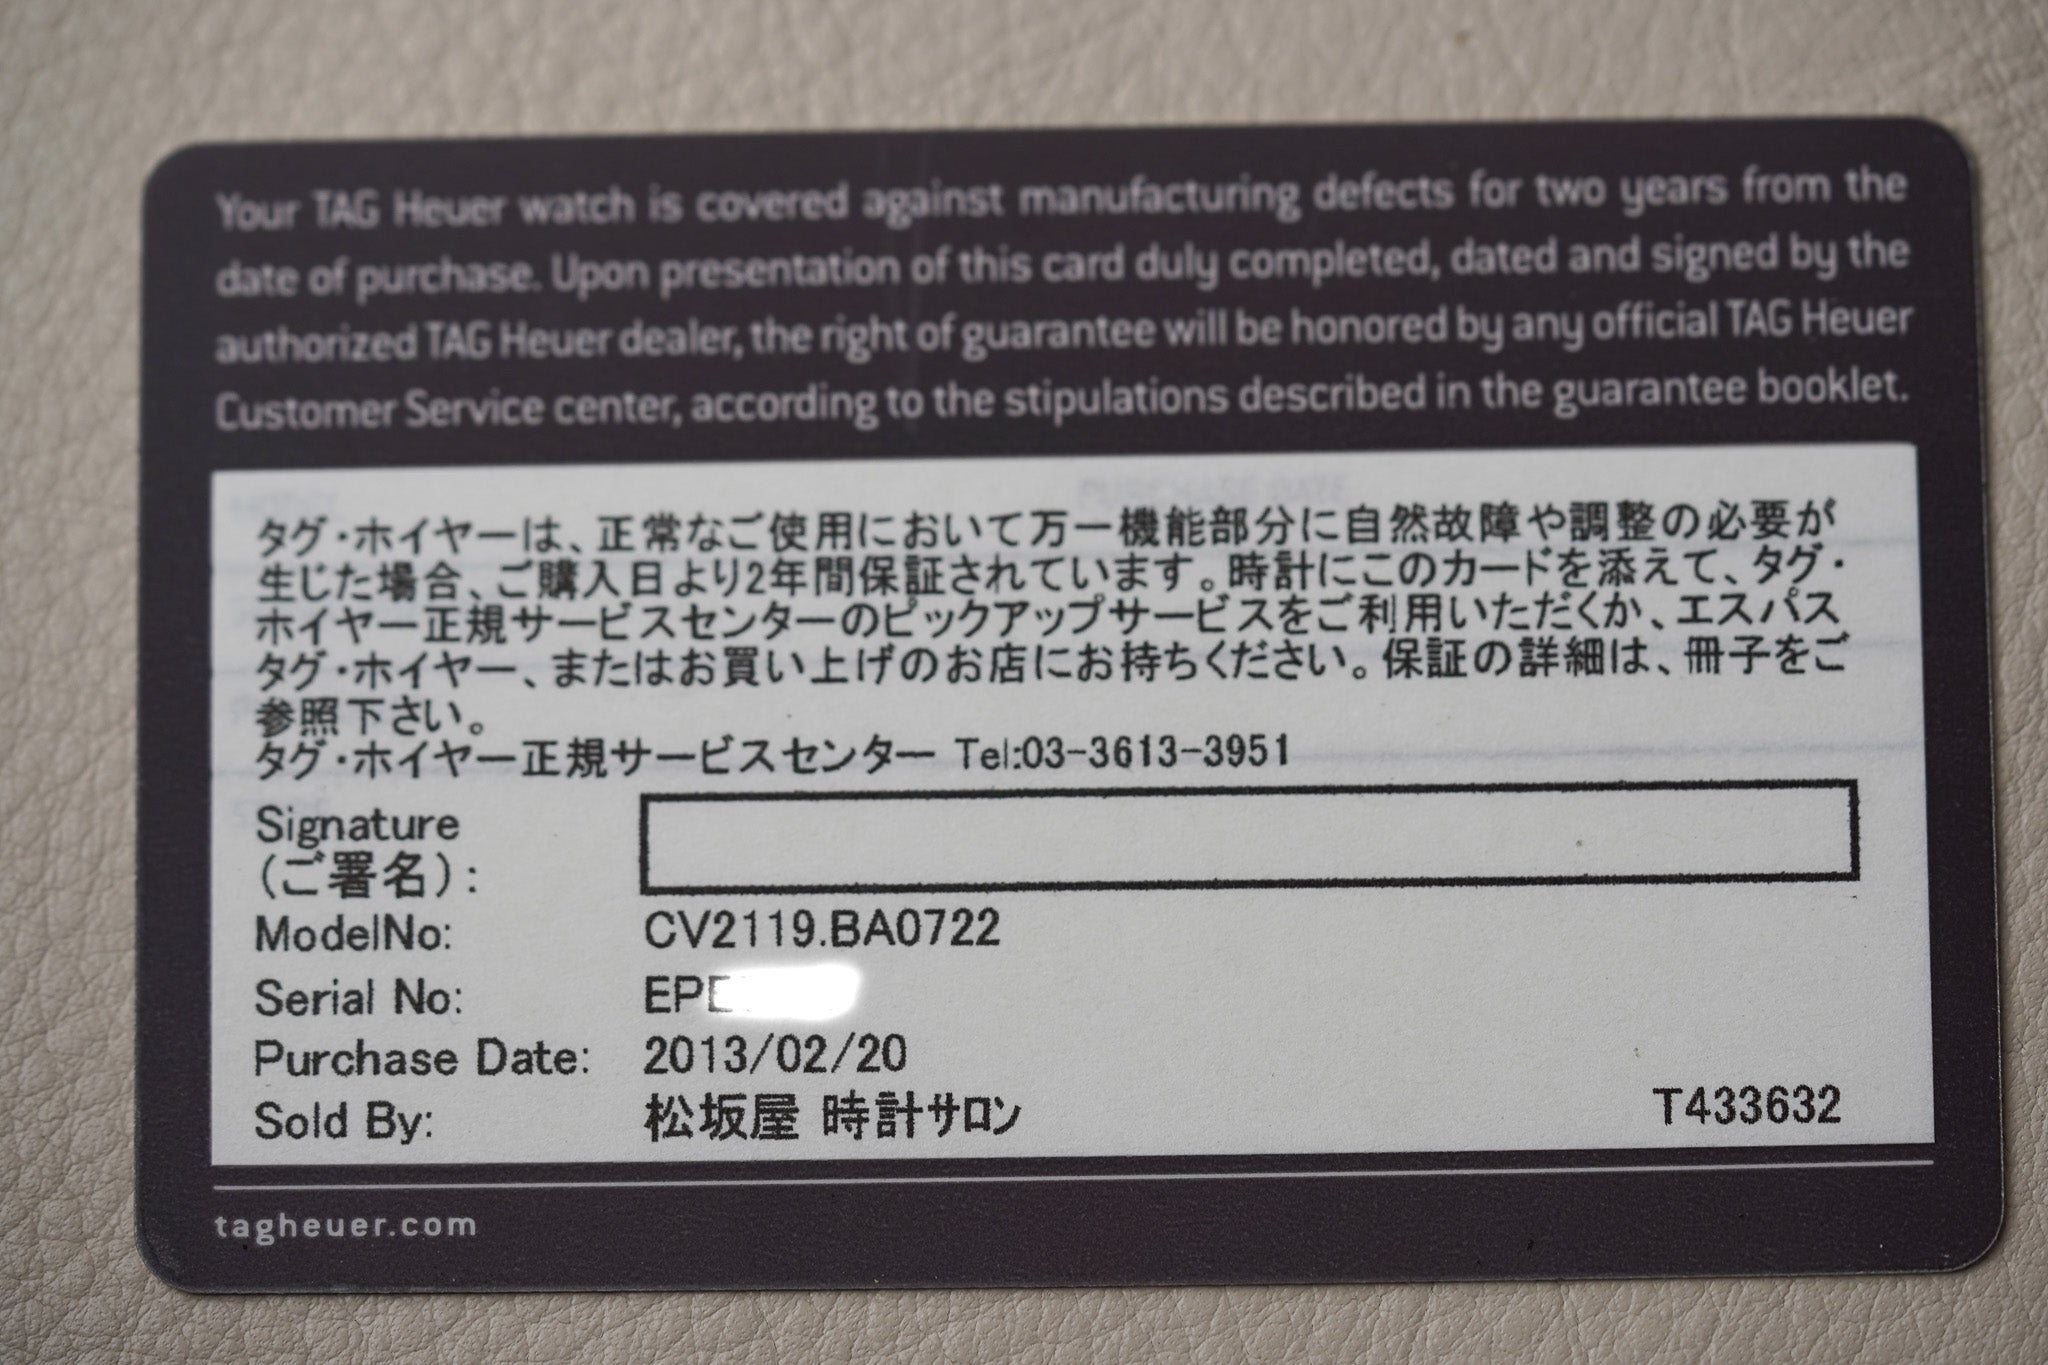 Your TAG Heuer watch is covered against manufacturing defects for two years from the
date of purchase. Upon presentation of this card duly completed, dated and signed by the
authorized TAG Heuer dealer, the right of guarantee will be honored by any official TAG Heuer
Customer Service center, according to the stipulations described in the guarantee booklet.
タグ・ホイヤーは、正常なご使用において万一機能部分に自然故障や調整の必要が
生じた場合、ご購入日より2年間保証されています。時計にこのカードを添えて、タグ・
ホイヤー正規サービスセンターのピックアップサービスをご利用いただくか、エスパス
タグ・ホイヤー、またはお買い上げのお店にお持ちください。保証の詳細は、冊子をご
参照下さい。
タグ・ホイヤー正規サービスセンター Tel:03-3613-3951
Signature
(ご署名):
ModelNo: CV2119.BA0722
Serial No: EP
Purchase Date: 2013/02/20
Sold By: 松坂屋 時計サロン T433632
tagheuer.com